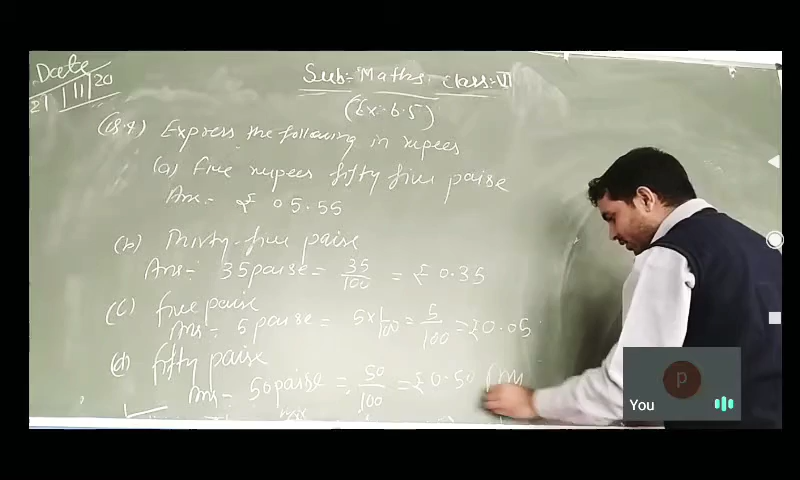 Date
21/11/20
Sub:- Maths. Class:- VI
(Ex:- 6.5)
(Q.4) Express the following in rupees
(a) five rupees fifty five paise
Ans:- ₹ 05.55
(b) Thirty-five paise
Ans:- 35 paise = 35/100 = ₹ 0.35
(c) five paise
Ans:- 5 paise = 5×1/100 = 5/100 = ₹ 0.05
(d) fifty paise
Ans:- 50 paise = 50/100 = ₹ 0.50
P
You